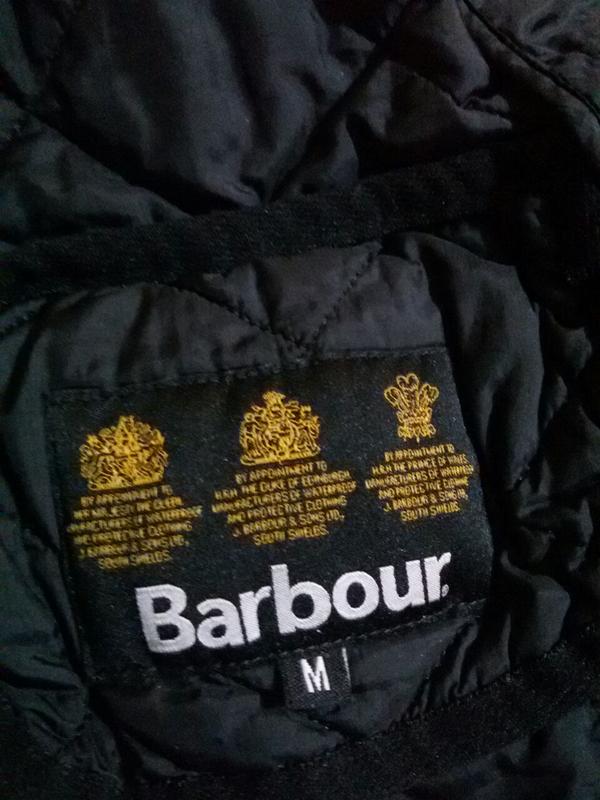 BY APPOINTMENT TO
HER MAJESTY THE QUEEN
MANUFACTURERS OF WATERPROOF
AND PROTECTIVE CLOTHING
J. BARBOUR & SONS LTD.
SOUTH SHIELDS
BY APPOINTMENT TO
H.R.H. THE DUKE OF EDINBURGH
MANUFACTURERS OF WATERPROOF
AND PROTECTIVE CLOTHING
J. BARBOUR & SONS LTD.
SOUTH SHIELDS
BY APPOINTMENT TO
H.R.H. THE PRINCE OF WALES
MANUFACTURERS OF WATERPROOF
AND PROTECTIVE CLOTHING
J. BARBOUR & SONS LTD.
SOUTH SHIELDS
Barbour
M